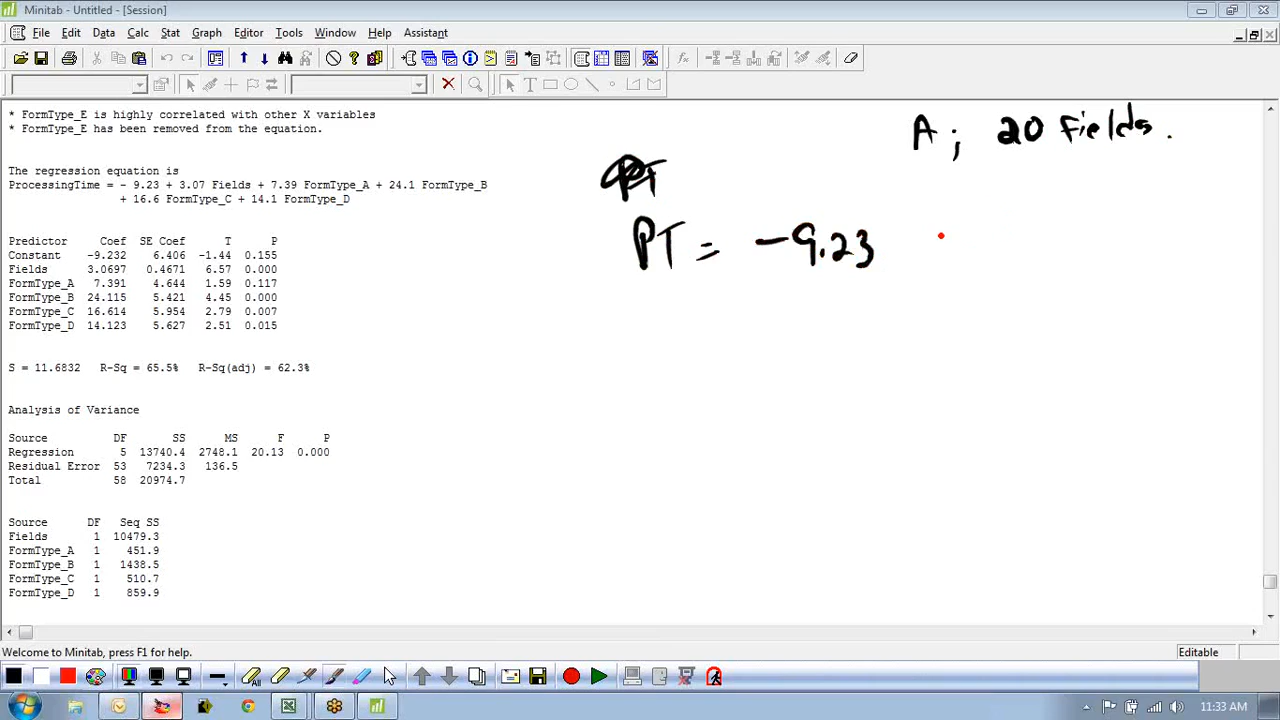 Minitab - Untitled - [Session]
File Edit Data Calc Stat Graph Editor Tools Window Help Assistant
* FormType_E is highly correlated with other X variables
* FormType_E has been removed from the equation.
A; 20 Fields.
The regression equation is
ProcessingTime = - 9.23 + 3.07 Fields + 7.39 FormType_A + 24.1 FormType_B
+ 16.6 FormType_C + 14.1 FormType_D
PT = -9.23
Predictor Coef SE Coef T P
Constant -9.232 6.406 -1.44 0.155
Fields 3.0697 0.4671 6.57 0.000
FormType_A 7.391 4.644 1.59 0.117
FormType_B 24.115 5.421 4.45 0.000
FormType_C 16.614 5.954 2.79 0.007
FormType_D 14.123 5.627 2.51 0.015
S = 11.6832 R-Sq = 65.5% R-Sq(adj) = 62.3%
Analysis of Variance
Source DF SS MS F P
Regression 5 13740.4 2748.1 20.13 0.000
Residual Error 53 7234.3 136.5
Total 58 20974.7
Source DF Seq SS
Fields 1 10479.3
FormType_A 1 451.9
FormType_B 1 1438.5
FormType_C 1 510.7
FormType_D 1 859.9
Welcome to Minitab, press F1 for help.
Editable
11:33 AM